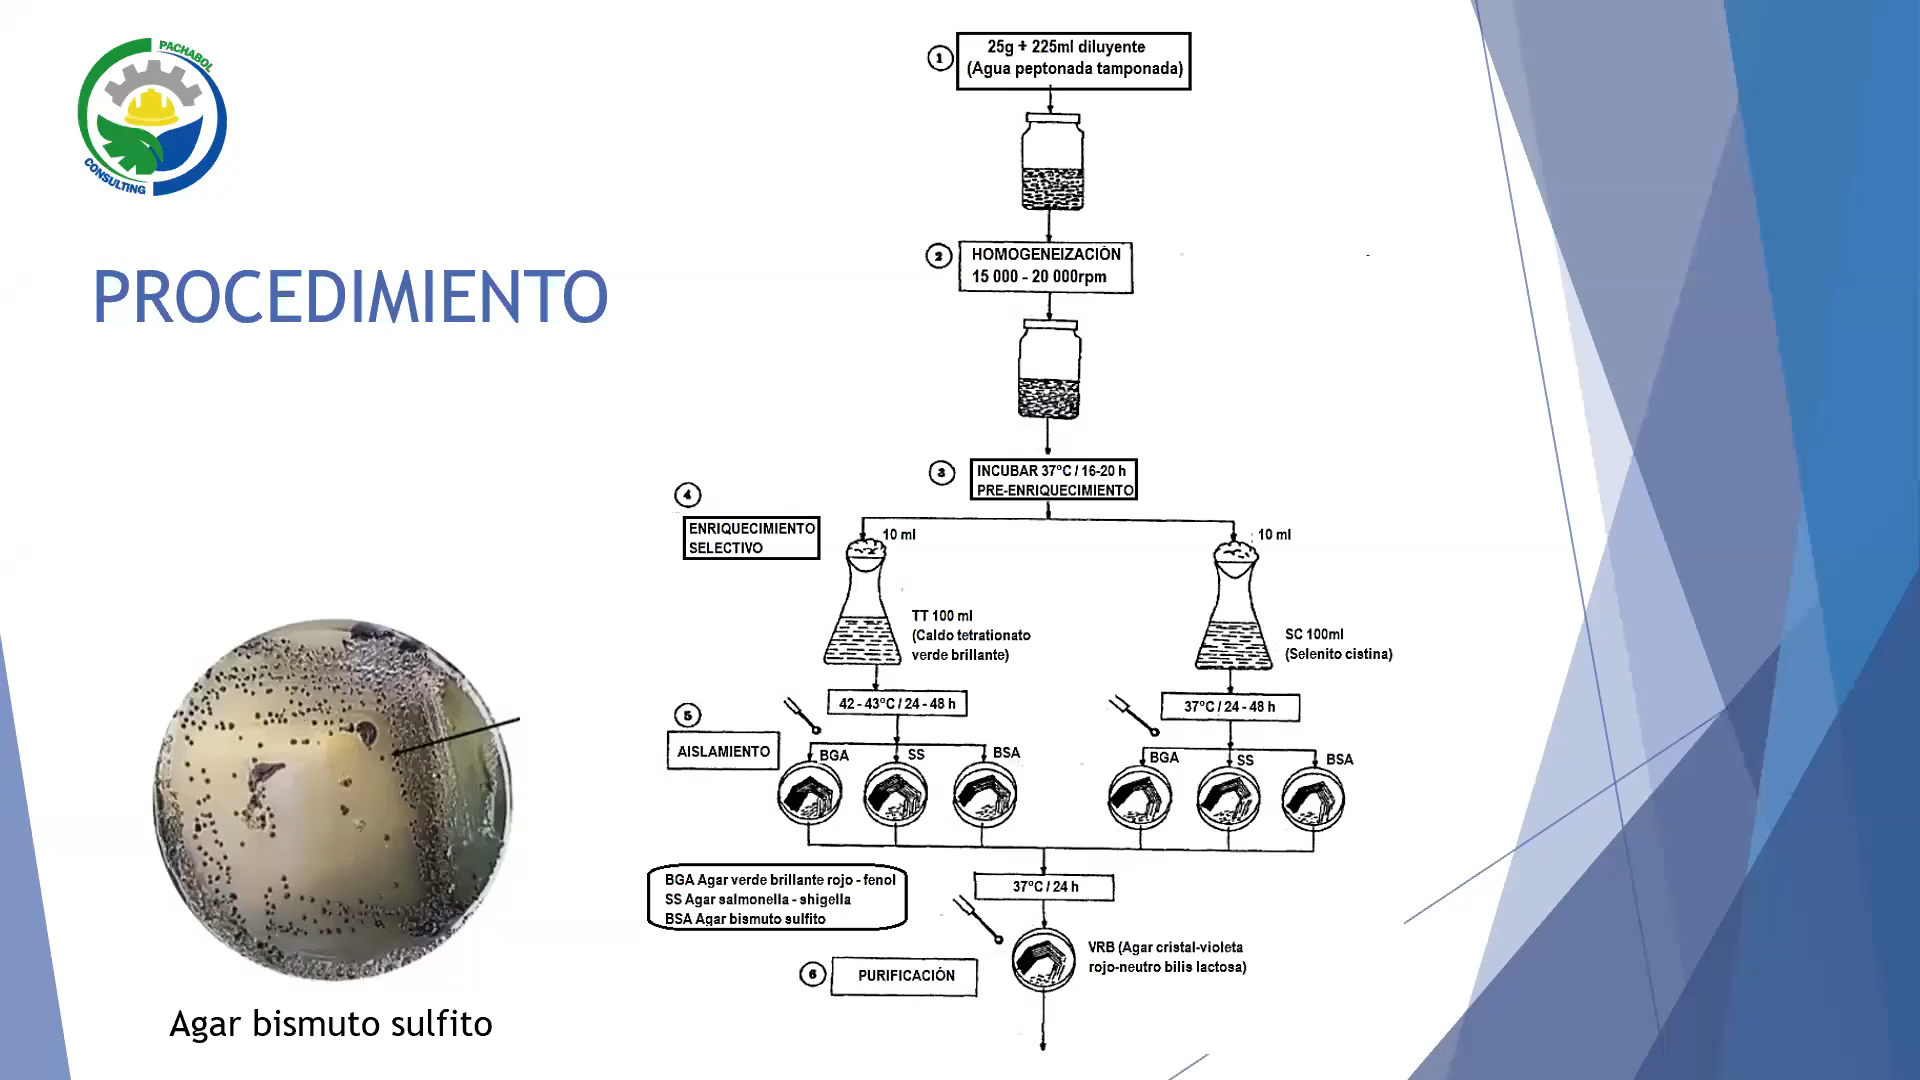 PACHABOL
CONSULTING
PROCEDIMIENTO
1
25g + 225ml diluyente
(Agua peptonada tamponada)
2
HOMOGENEIZACIÓN
15 000 - 20 000rpm
3
INCUBAR 37ºC / 16-20 h
PRE-ENRIQUECIMIENTO
4
ENRIQUECIMIENTO
SELECTIVO
10 ml
10 ml
TT 100 ml
(Caldo tetrationato
verde brillante)
SC 100ml
(Selenito cistina)
42 - 43ºC / 24 - 48 h
37ºC / 24 - 48 h
5
AISLAMIENTO
BGA
SS
BSA
BGA
SS
BSA
BGA Agar verde brillante rojo - fenol
SS Agar salmonella - shigella
BSA Agar bismuto sulfito
37ºC / 24 h
VRB (Agar cristal-violeta
rojo-neutro bilis lactosa)
6
PURIFICACIÓN
Agar bismuto sulfito